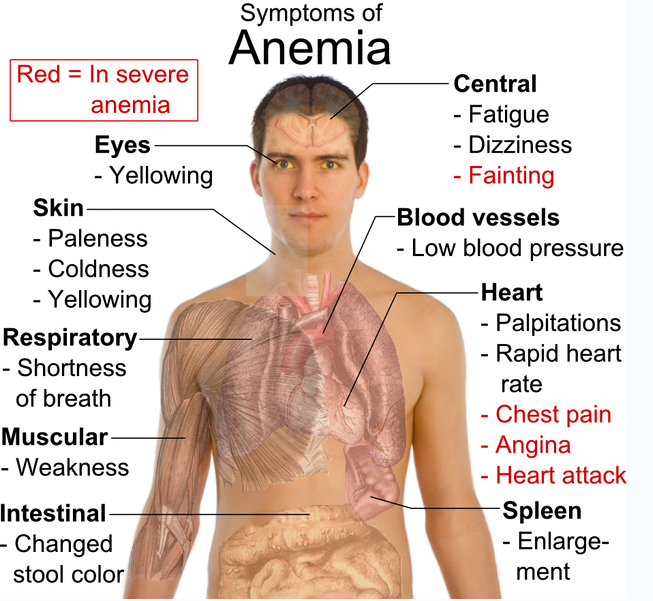 Symptoms of
Anemia
Red = In severe
anemia
Central
- Fatigue
- Dizziness
- Fainting
Eyes
- Yellowing
Skin
- Paleness
- Coldness
- Yellowing
Blood vessels
- Low blood pressure
Heart
- Palpitations
- Rapid heart
rate
- Chest pain
- Angina
- Heart attack
Respiratory
- Shortness
of breath
Muscular
- Weakness
Intestinal
- Changed
stool color
Spleen
- Enlarge-
ment